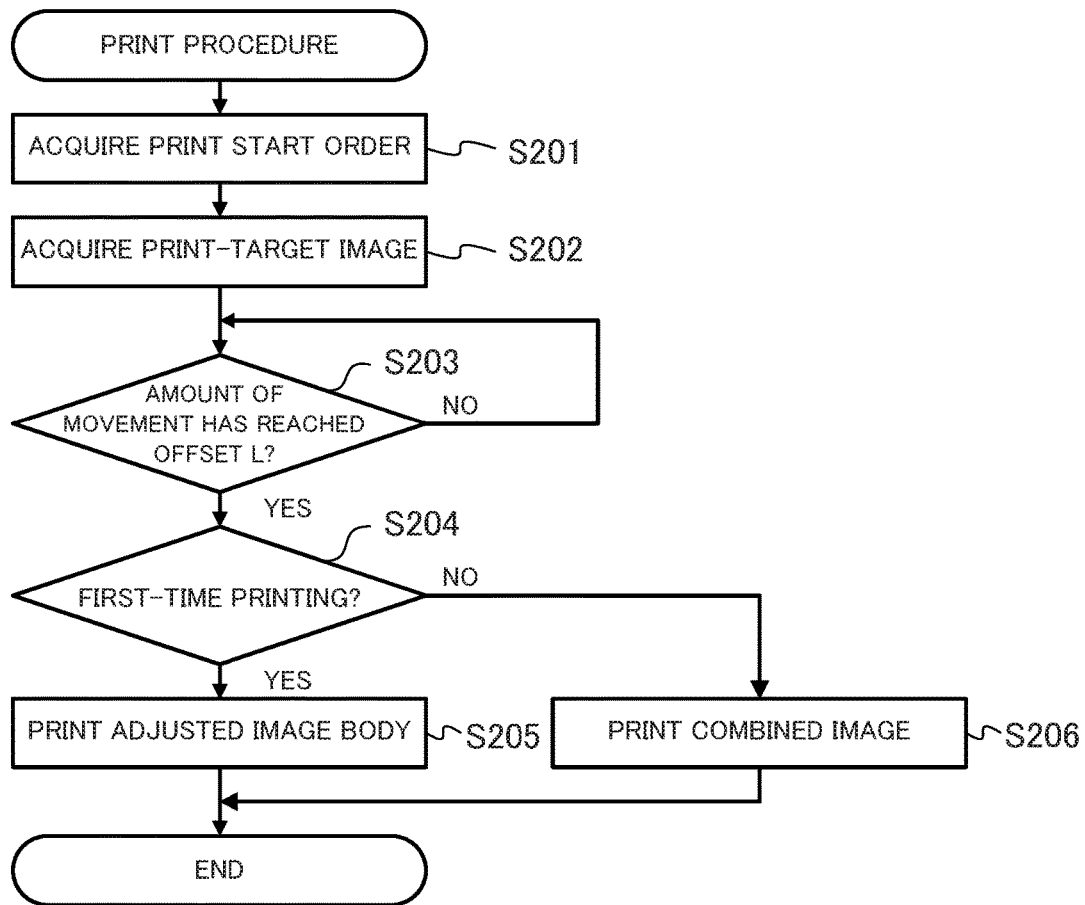 PRINT PROCEDURE
ACQUIRE PRINT START ORDER
S201
ACQUIRE PRINT-TARGET IMAGE
S202
S203
AMOUNT OF
MOVEMENT HAS REACHED
OFFSET L?
NO
YES
S204
FIRST-TIME PRINTING?
NO
YES
PRINT ADJUSTED IMAGE BODY
S205
PRINT COMBINED IMAGE
S206
END